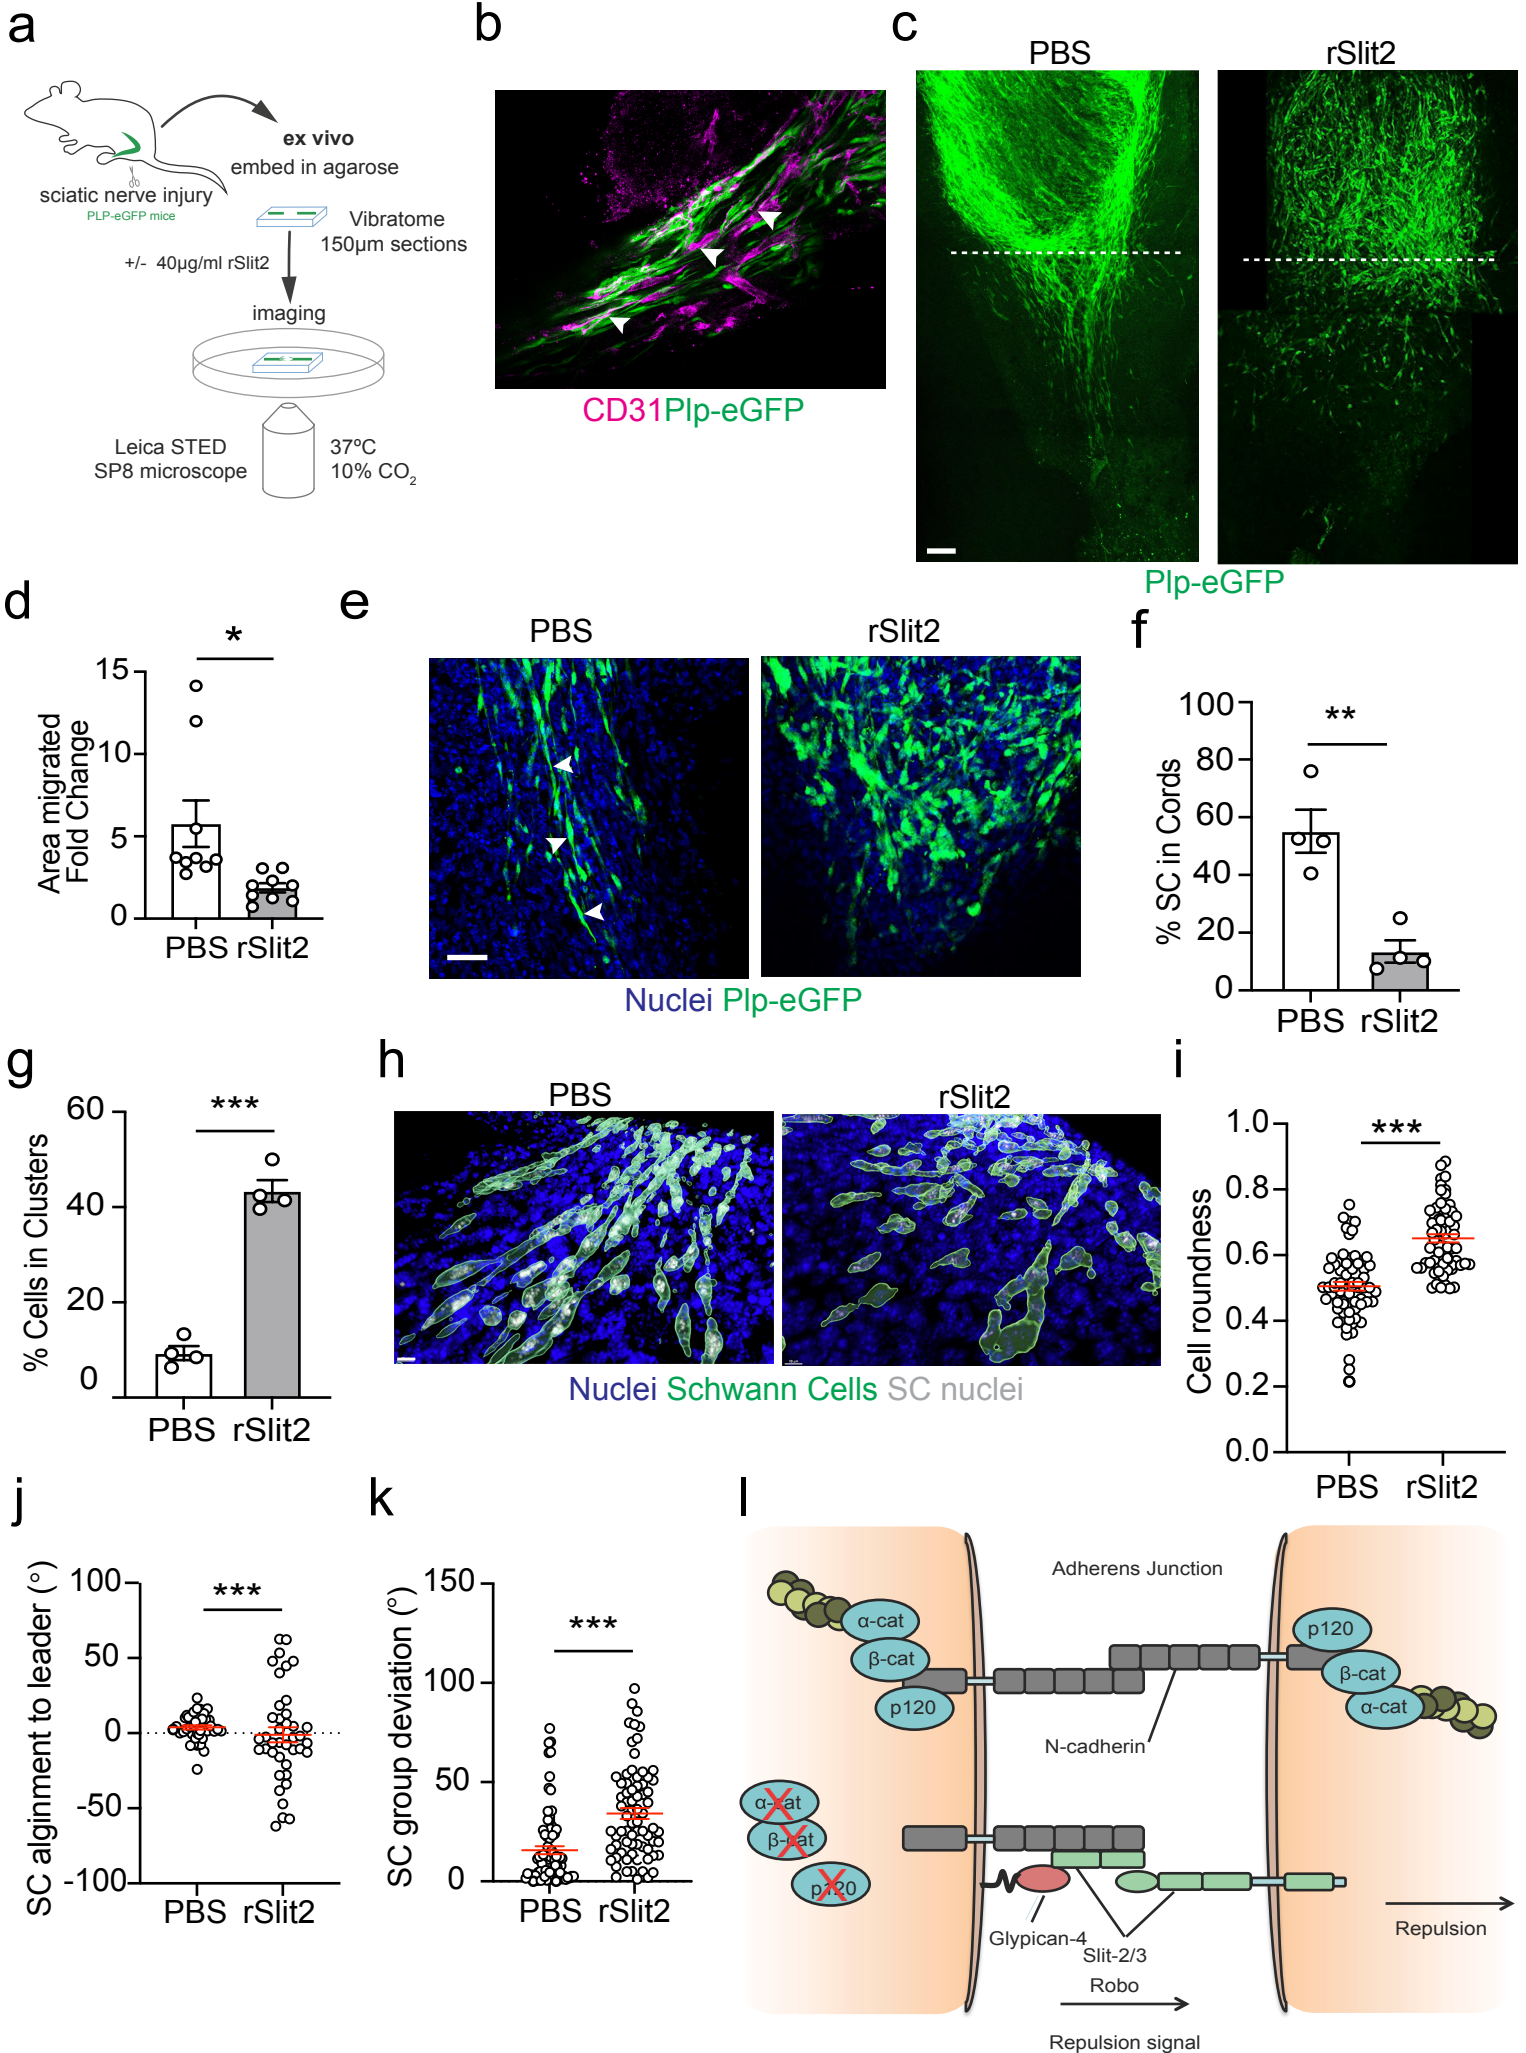 a
ex vivo
embed in agarose
sciatic nerve injury
PLP-eGFP mice
Vibratome
150µm sections
+/- 40µg/ml rSlit2
imaging
Leica STED
SP8 microscope
37ºC
10% CO2
b
CD31Plp-eGFP
c
PBS
rSlit2
Plp-eGFP
d
*
Area migrated
Fold Change
15
10
5
0
PBS rSlit2
e
PBS
rSlit2
Nuclei Plp-eGFP
f
**
% SC in Cords
100
80
60
40
20
0
PBS rSlit2
g
***
% Cells in Clusters
60
40
20
0
PBS rSlit2
h
PBS
rSlit2
Nuclei Schwann Cells SC nuclei
i
***
Cell roundness
1.0
0.8
0.6
0.4
0.2
0.0
PBS rSlit2
j
***
SC alginment to leader (°)
100
50
0
-50
-100
PBS rSlit2
k
***
SC group deviation (°)
150
100
50
0
PBS rSlit2
l
Adherens Junction
α-cat
β-cat
p120
p120
β-cat
α-cat
N-cadherin
α-cat
β-cat
p120
Glypican-4
Slit-2/3
Robo
Repulsion signal
Repulsion